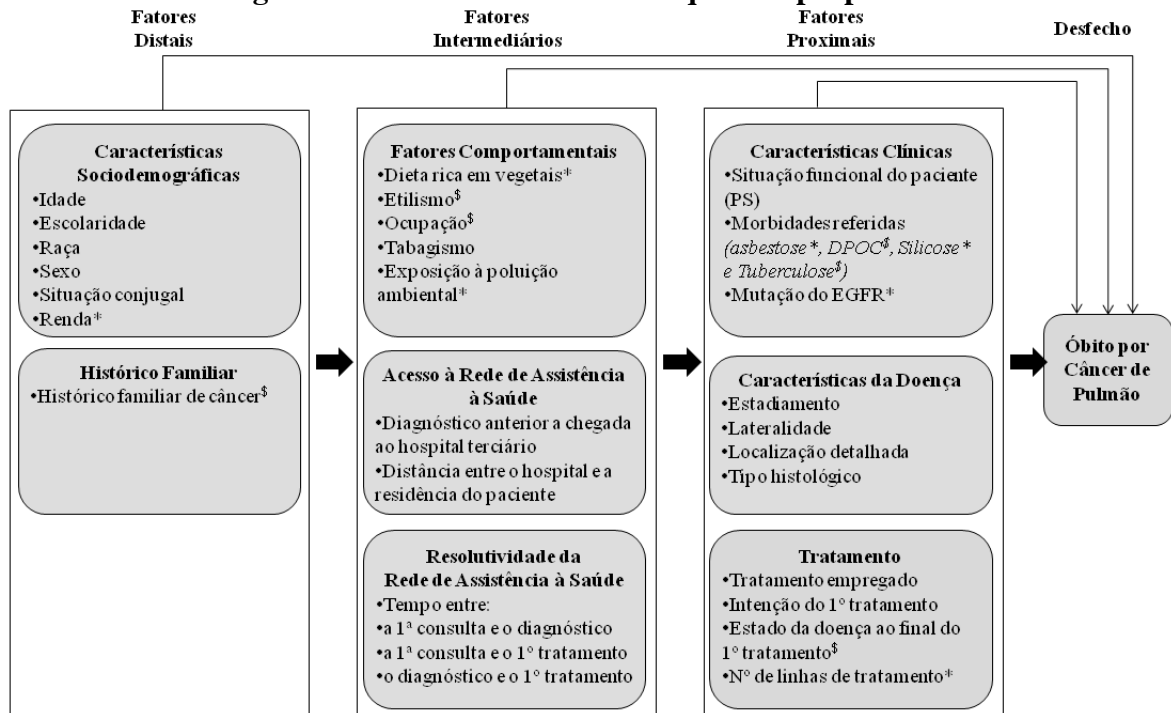 Fatores
Distais
Fatores
Intermediários
Fatores
Proximais
Desfecho
Características
Sociodemográficas
•Idade
•Escolaridade
•Raça
•Sexo
•Situação conjugal
•Renda*
Histórico Familiar
•Histórico familiar de câncer$
Fatores Comportamentais
•Dieta rica em vegetais*
•Etilismo$
•Ocupação$
•Tabagismo
•Exposição à poluição
ambiental*
Acesso à Rede de Assistência
à Saúde
•Diagnóstico anterior a chegada
ao hospital terciário
•Distância entre o hospital e a
residência do paciente
Resolutividade da
Rede de Assistência à Saúde
•Tempo entre:
•a 1ª consulta e o diagnóstico
•a 1ª consulta e o 1º tratamento
•o diagnóstico e o 1º tratamento
Características Clínicas
•Situação funcional do paciente
(PS)
•Morbidades referidas
(asbestose*, DPOC$, Silicose*
e Tuberculose$)
•Mutação do EGFR*
Características da Doença
•Estadiamento
•Lateralidade
•Localização detalhada
•Tipo histológico
Tratamento
•Tratamento empregado
•Intenção do 1º tratamento
•Estado da doença ao final do
1º tratamento$
•Nº de linhas de tratamento*
Óbito por
Câncer de
Pulmão